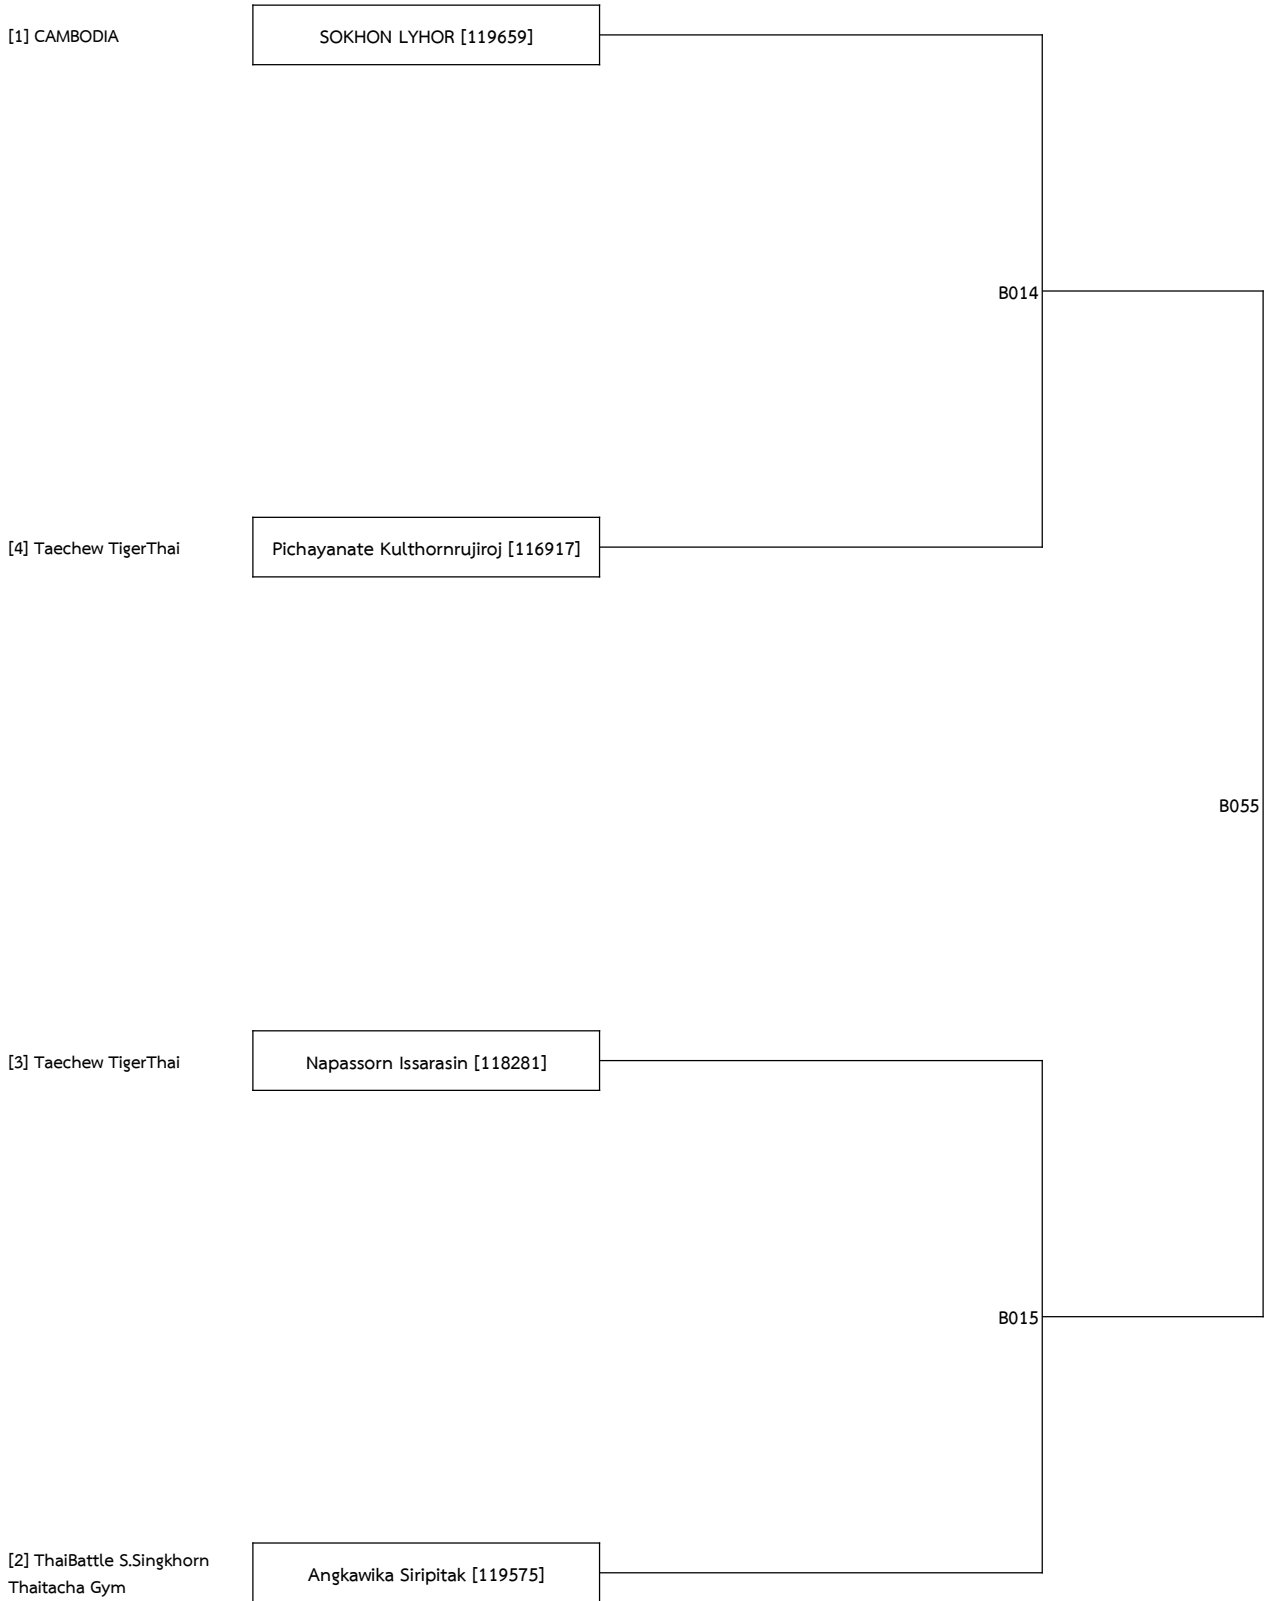 [1] CAMBODIA
SOKHON LYHOR [119659]
B014
[4] Taechew TigerThai
Pichayanate Kulthornrujiroj [116917]
B055
[3] Taechew TigerThai
Napassorn Issarasin [118281]
B015
[2] ThaiBattle S.Singkhorn
Thaitacha Gym
Angkawika Siripitak [119575]